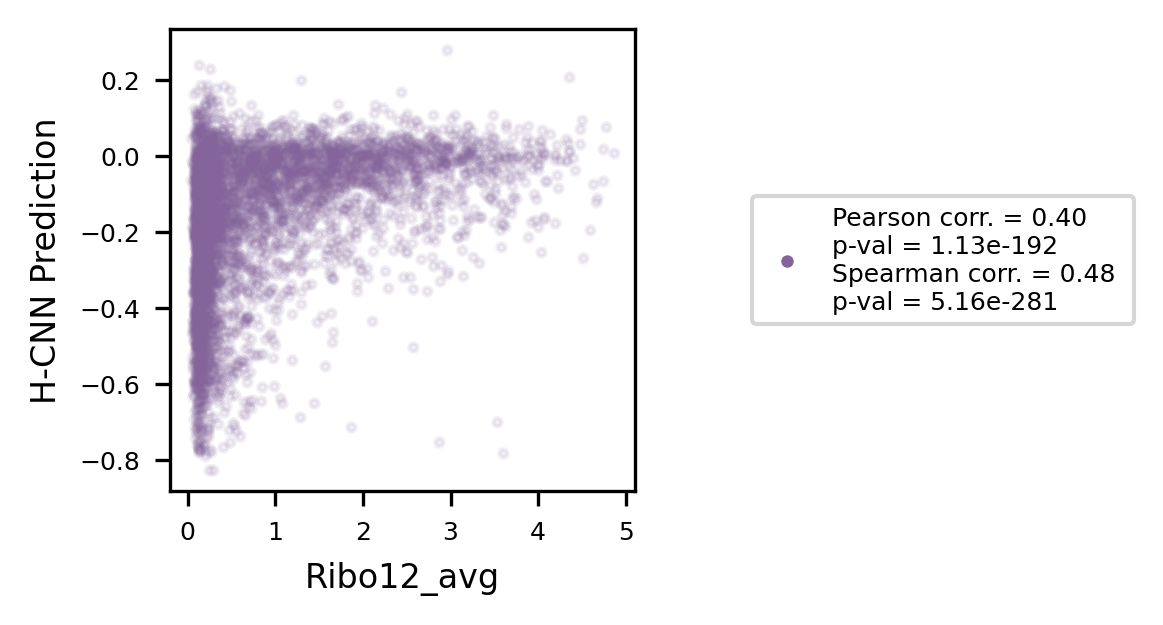 H-CNN Prediction
0.2
0.0
−0.2
−0.4
−0.6
−0.8
0 1 2 3 4 5
Ribo12_avg
Pearson corr. = 0.40
p-val = 1.13e-192
Spearman corr. = 0.48
p-val = 5.16e-281